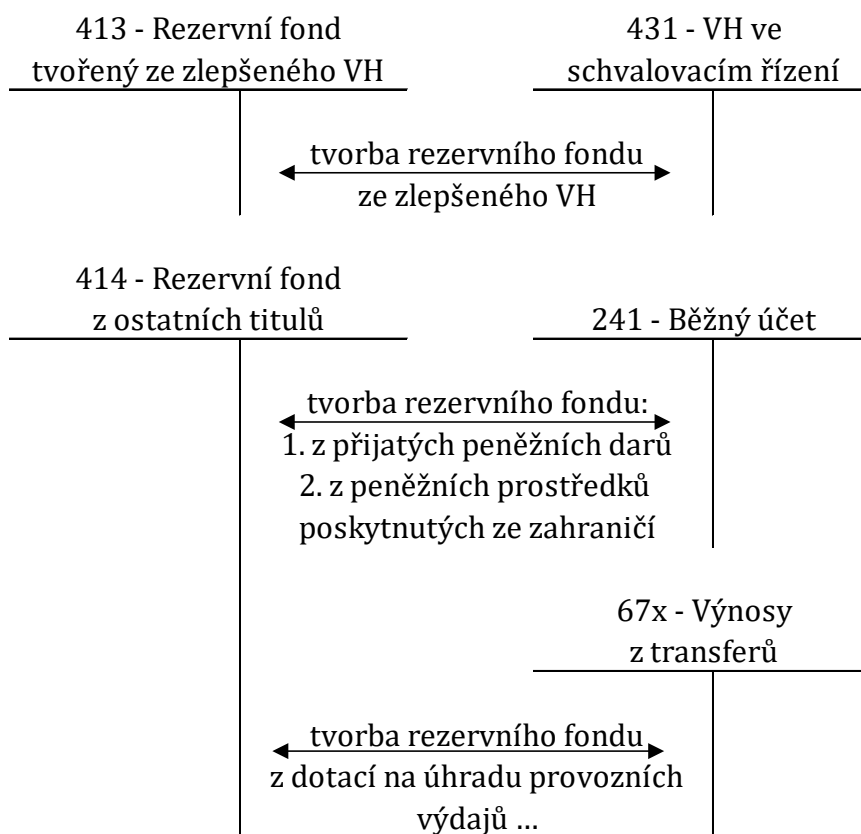 413 - Rezervní fond
tvořený ze zlepšeného VH
431 - VH ve
schvalovacím řízení
tvorba rezervního fondu
ze zlepšeného VH
414 - Rezervní fond
z ostatních titulů
241 - Běžný účet
tvorba rezervního fondu:
1. z přijatých peněžních darů
2. z peněžních prostředků
poskytnutých ze zahraničí
67x - Výnosy
z transferů
tvorba rezervního fondu
z dotací na úhradu provozních
výdajů ...